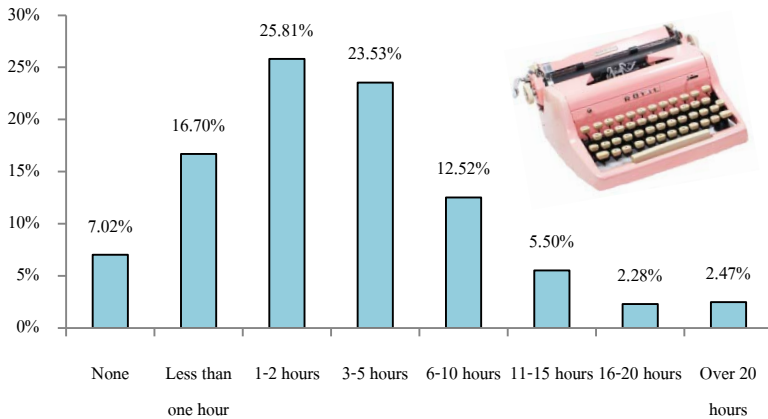 30%
25%
20%
15%
10%
5%
0%
7.02%
16.70%
25.81%
23.53%
12.52%
5.50%
2.28%
2.47%
None
Less than
one hour
1-2 hours
3-5 hours
6-10 hours
11-15 hours
16-20 hours
Over 20
hours